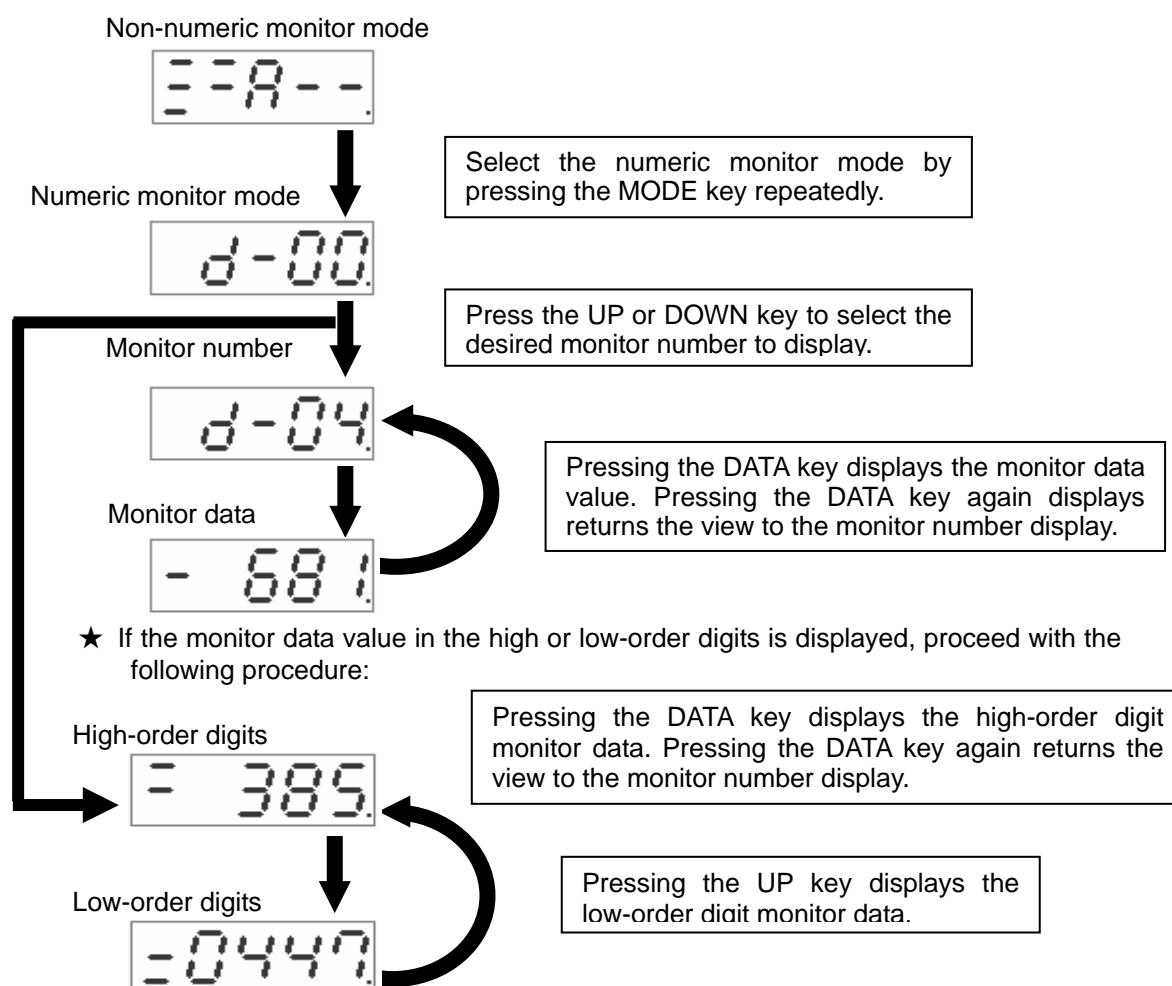 Non-numeric monitor mode
A--.
Select the numeric monitor mode by
pressing the MODE key repeatedly.
Numeric monitor mode
d-00.
Press the UP or DOWN key to select the
desired monitor number to display.
Monitor number
d-04.
Pressing the DATA key displays the monitor data
value. Pressing the DATA key again displays
returns the view to the monitor number display.
Monitor data
- 681.
★ If the monitor data value in the high or low-order digits is displayed, proceed with the
following procedure:
Pressing the DATA key displays the high-order digit
monitor data. Pressing the DATA key again returns the
view to the monitor number display.
High-order digits
= 385.
Pressing the UP key displays the
low-order digit monitor data.
Low-order digits
=0447.